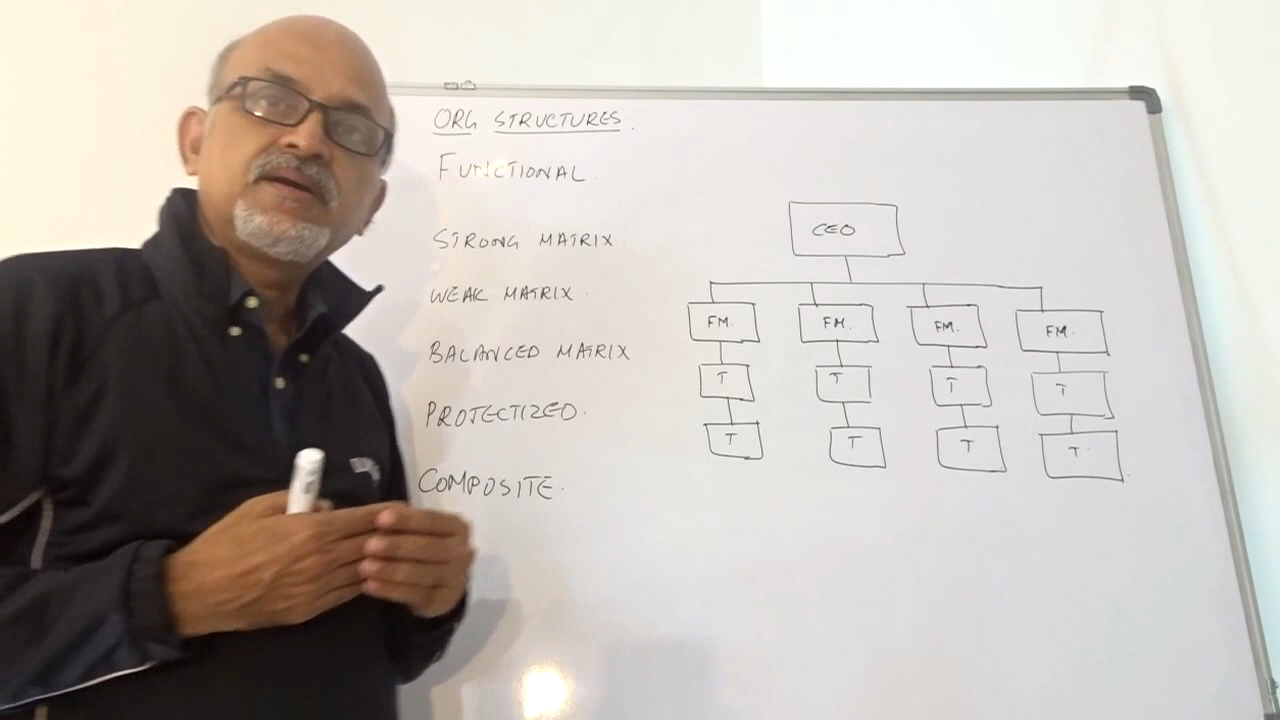 ORG STRUCTURES.
FUNCTIONAL.
STRONG MATRIX.
WEAK MATRIX.
BALANCED MATRIX
PROJECTIZED.
COMPOSITE.
CEO
FM. FM. FM. FM.
T T T T
T T T T.